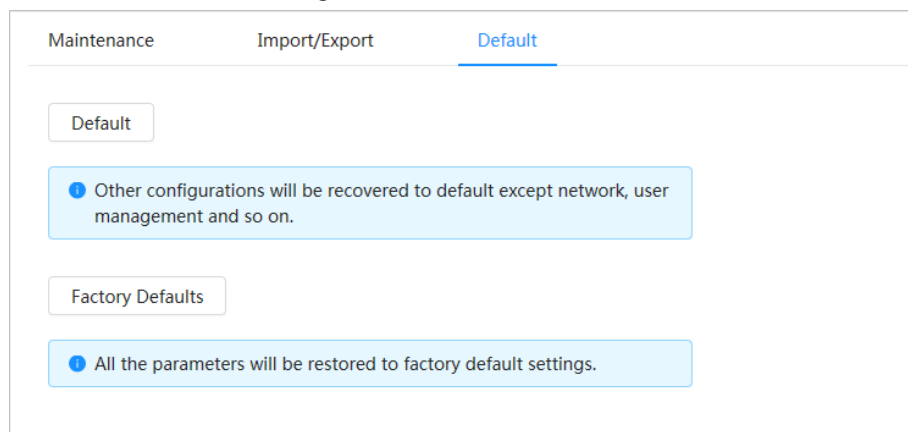 Maintenance Import/Export Default
Default
Other configurations will be recovered to default except network, user
management and so on.
Factory Defaults
All the parameters will be restored to factory default settings.